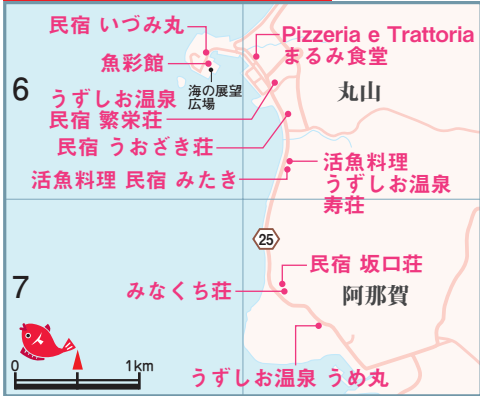 民宿 いづみ丸
魚彩館
海の展望
広場
うずしお温泉
民宿 繁栄荘
民宿 うおざき荘
活魚料理 民宿 みたき
Pizzeria e Trattoria
まるみ食堂
丸山
活魚料理
うずしお温泉
寿荘
6
7
25
民宿 坂口荘
みなくち荘
阿那賀
うずしお温泉 うめ丸
0
1km